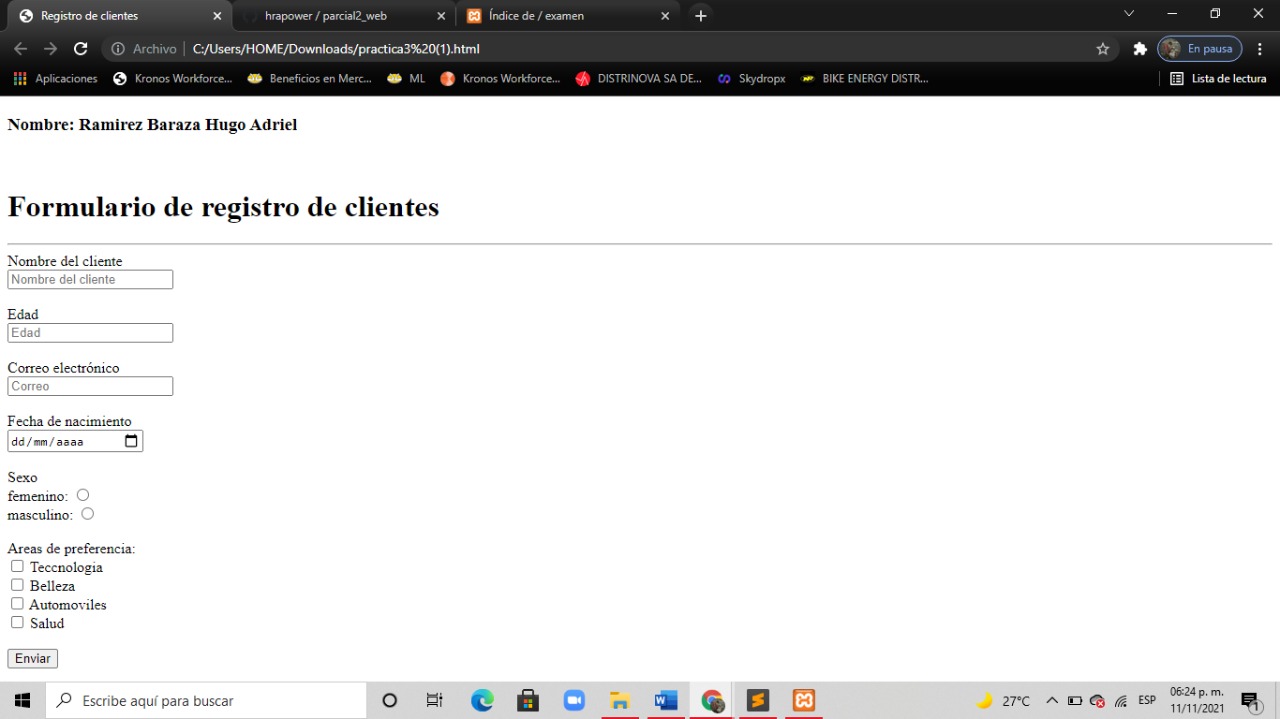 Registro de clientes
hrapower / parcial2_web
Índice de / examen
Archivo
C:/Users/HOME/Downloads/practica3%20(1).html
En pausa
Aplicaciones
Kronos Workforce...
Beneficios en Merc...
ML
Kronos Workforce...
DISTRINOVA SA DE...
Skydropx
BIKE ENERGY DISTR...
Lista de lectura
Nombre: Ramirez Baraza Hugo Adriel
Formulario de registro de clientes
Nombre del cliente
Nombre del cliente
Edad
Edad
Correo electrónico
Correo
Fecha de nacimiento
dd/mm/aaaa
Sexo
femenino:
masculino:
Areas de preferencia:
Teccnologia
Belleza
Automoviles
Salud
Enviar
Escribe aquí para buscar
27°C
ESP
06:24 p. m.
11/11/2021
1